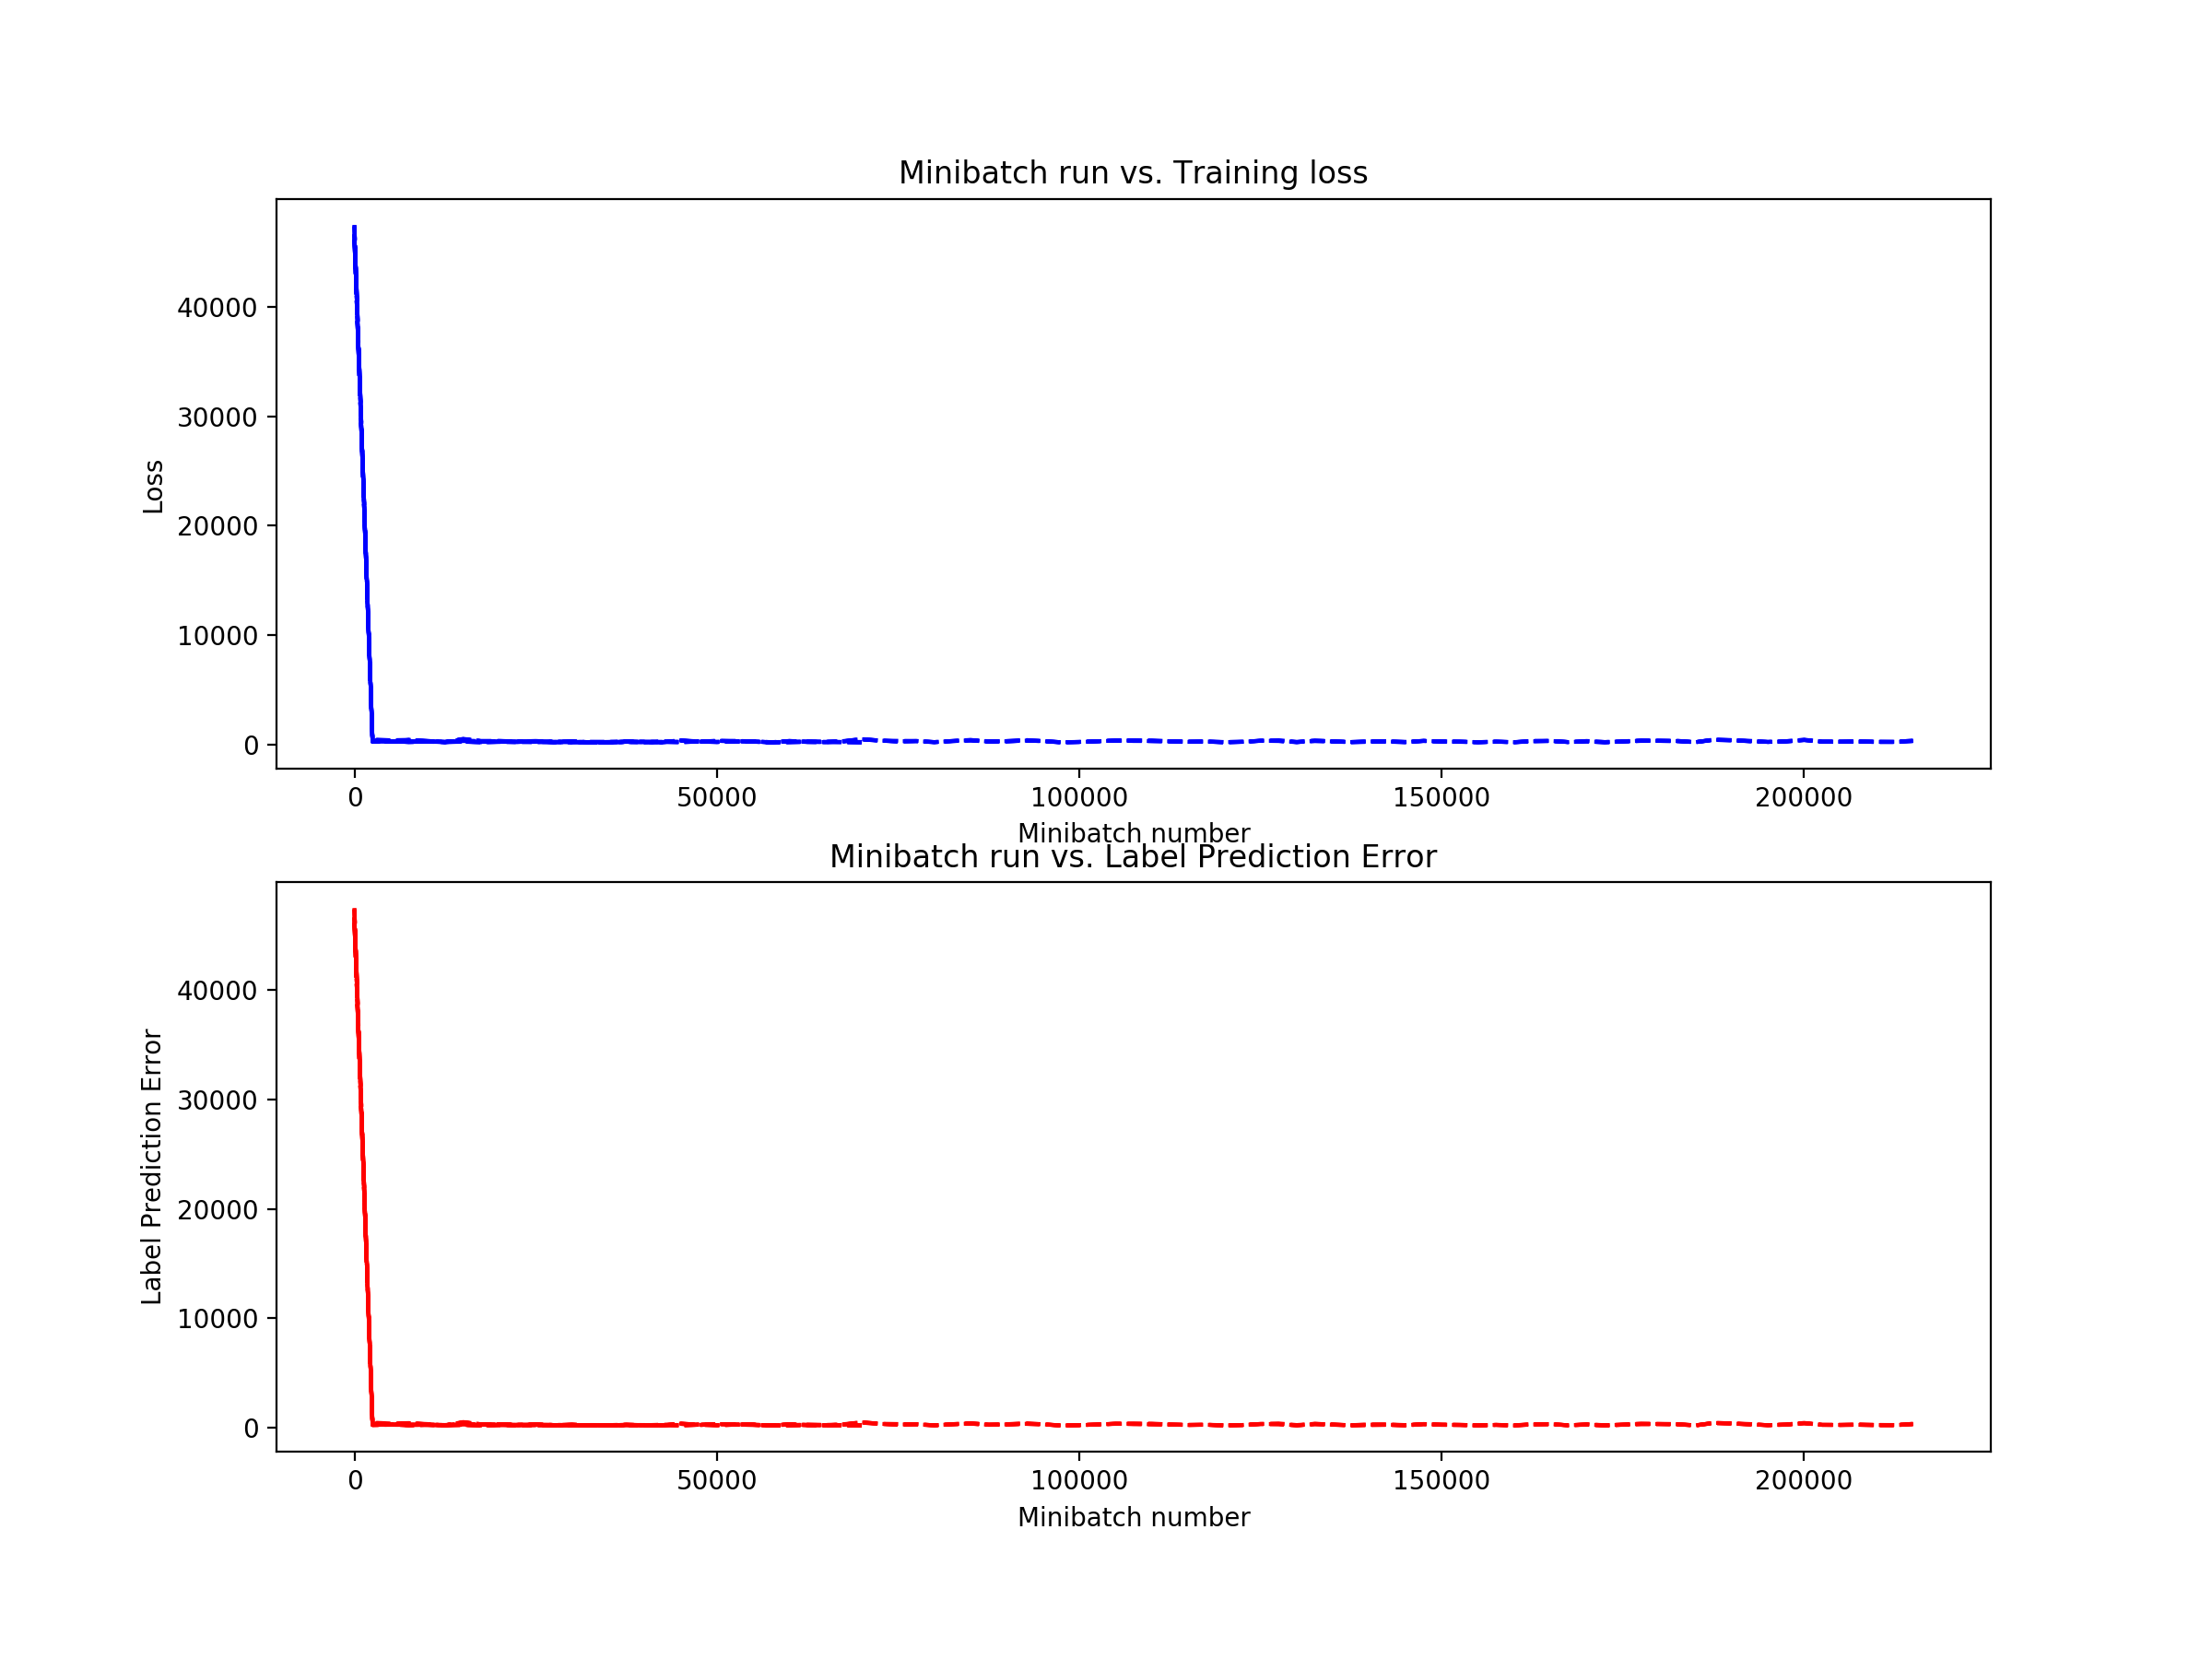 Minibatch run vs. Training loss
Loss
40000
30000
20000
10000
0
0 50000 100000 150000 200000
Minibatch number
Minibatch run vs. Label Prediction Error
Label Prediction Error
40000
30000
20000
10000
0
0 50000 100000 150000 200000
Minibatch number